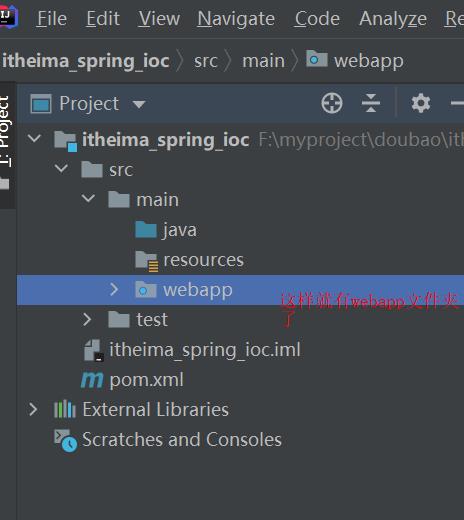 File Edit View Navigate Code Analyze Re
itheima_spring_ioc src main webapp
1: Project
Project
itheima_spring_ioc F:\myproject\doubao\ith
src
main
java
resources
webapp
这样就有webapp文件夹
了
test
itheima_spring_ioc.iml
pom.xml
External Libraries
Scratches and Consoles